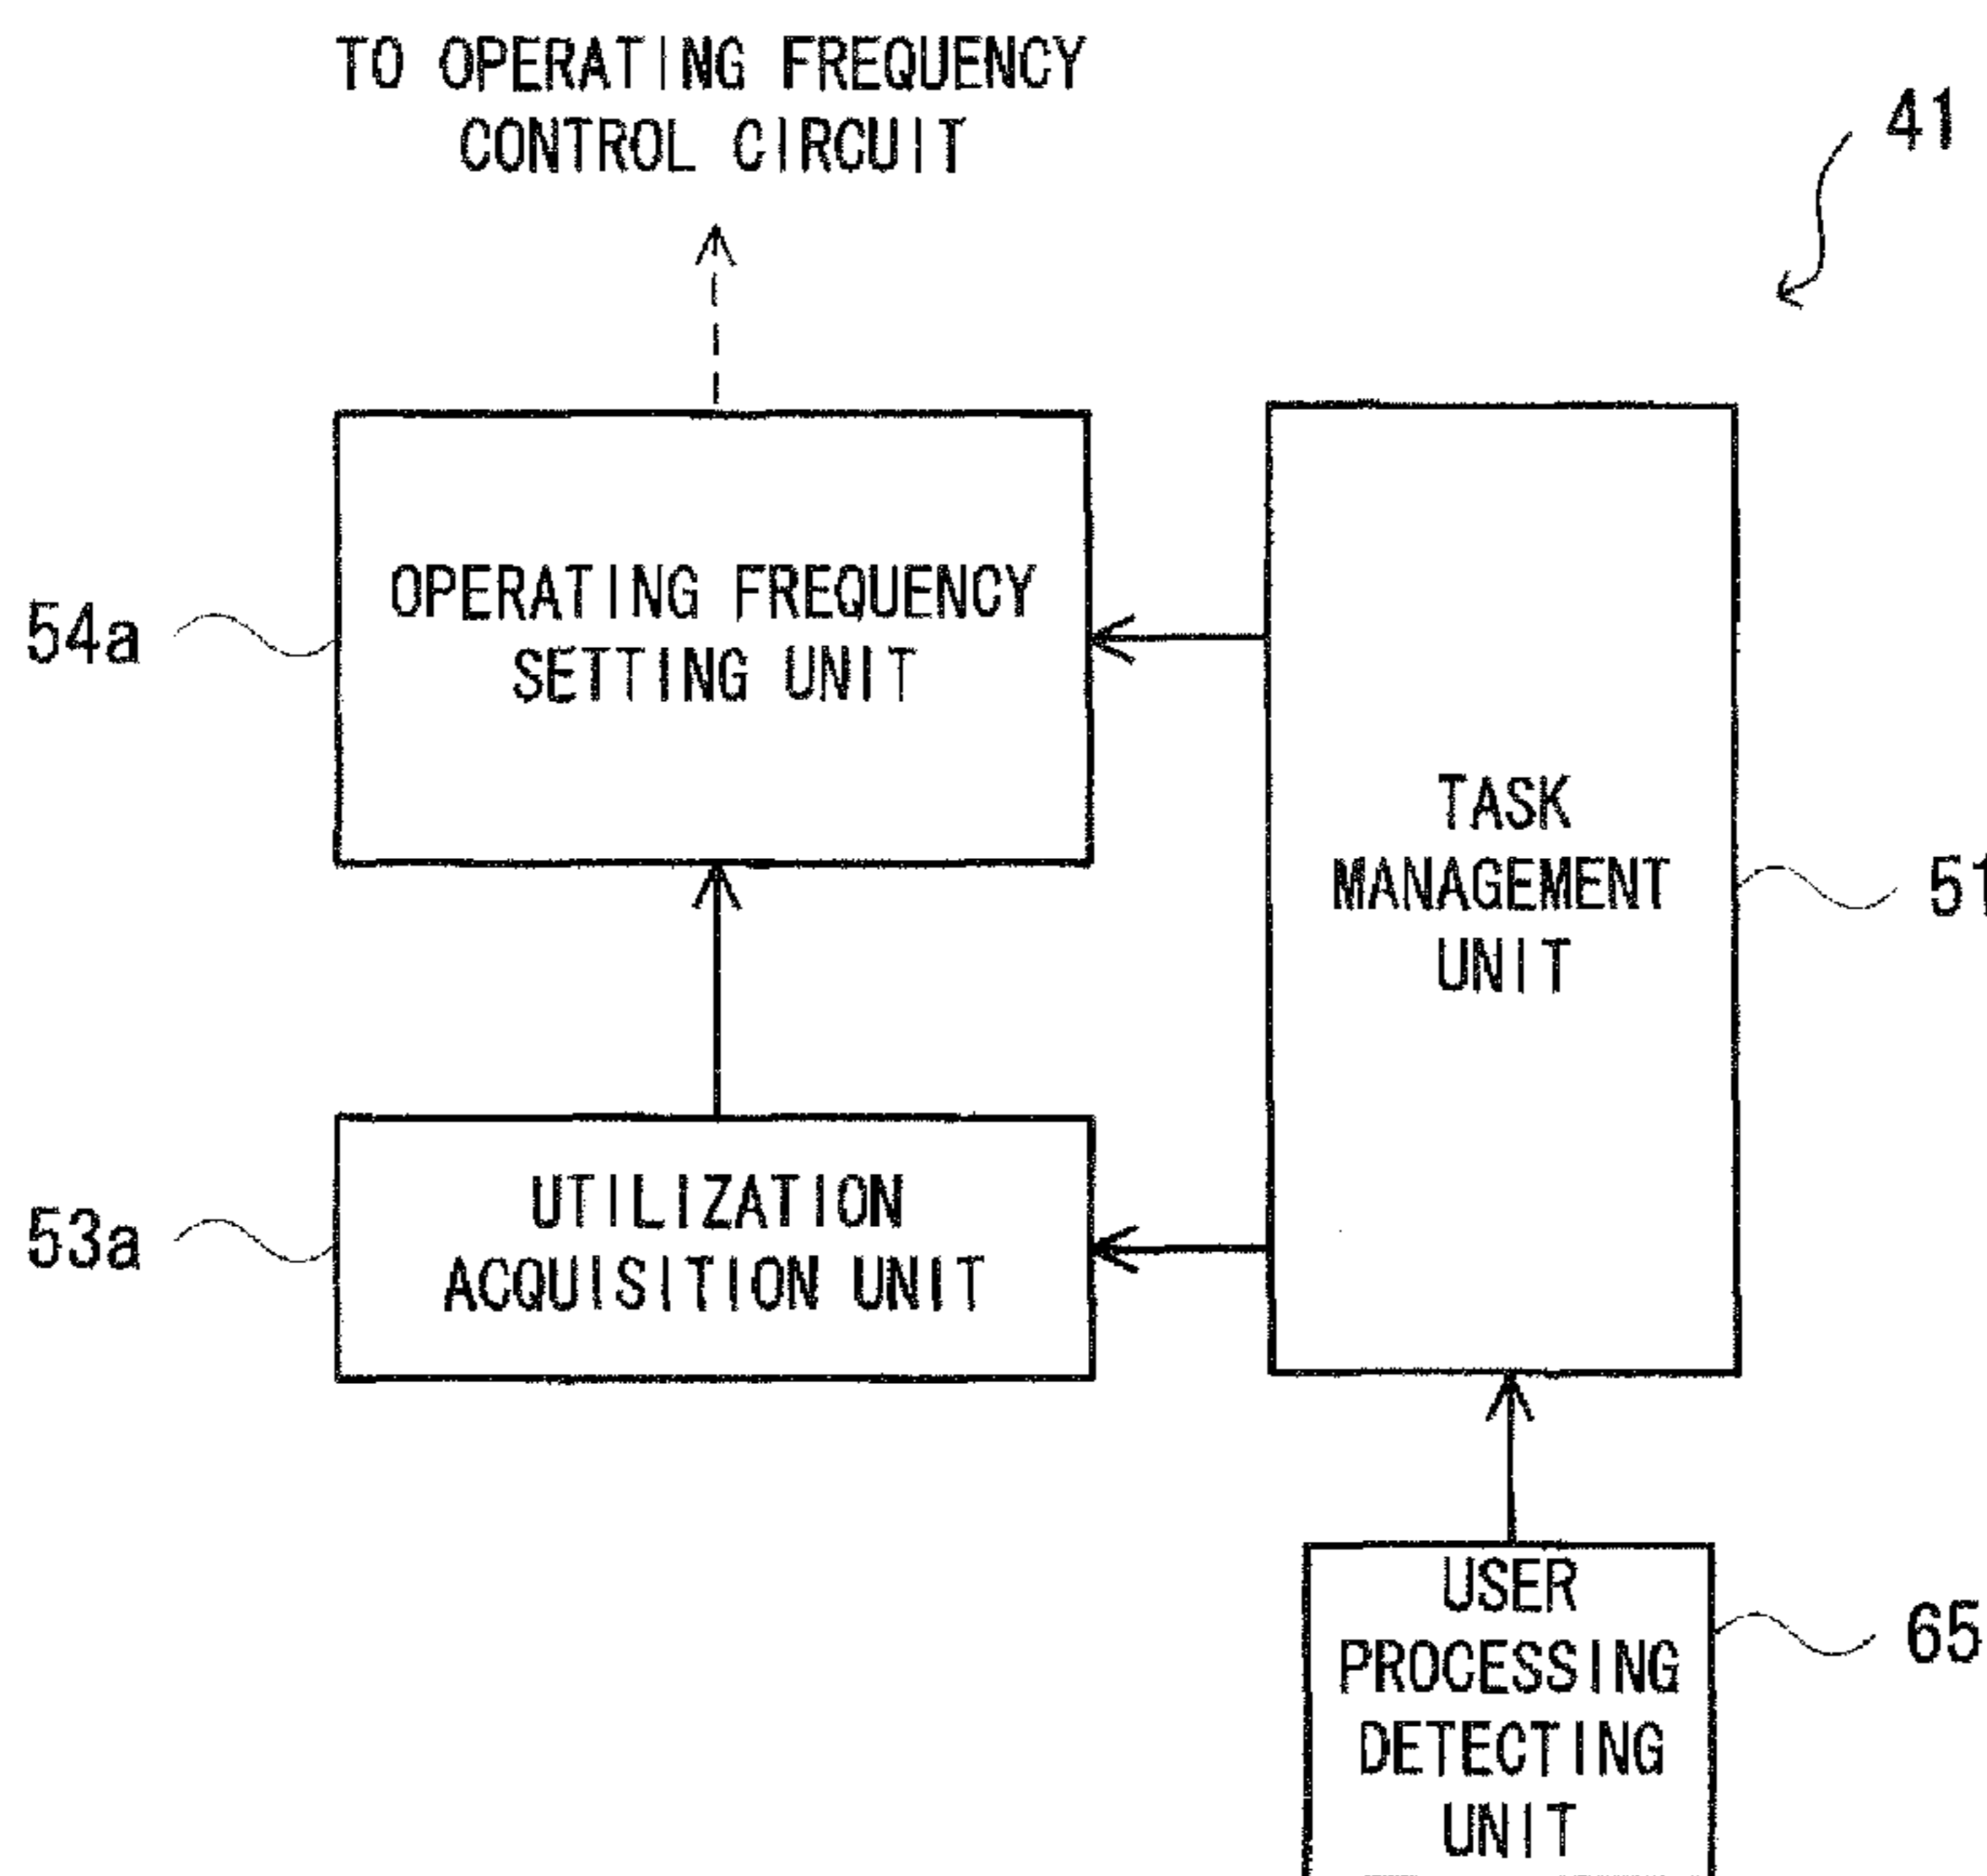 TO OPERATING FREQUENCY
CONTROL CIRCUIT
41
OPERATING FREQUENCY
SETTING UNIT
54a
TASK
MANAGEMENT
UNIT
51
UTILIZATION
ACQUISITION UNIT
53a
USER
PROCESSING
DETECTING
UNIT
65